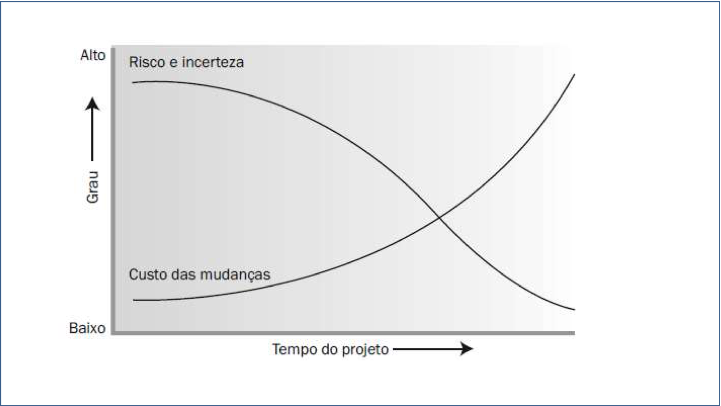 Alto
Risco e incerteza
Grau
Custo das mudanças
Baixo
Tempo do projeto